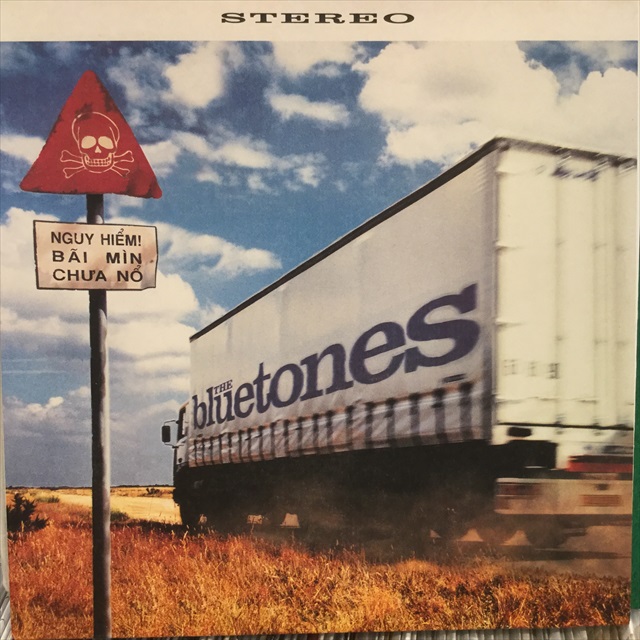 STEREO
NGUY HIỂM!
BÃI MÌN
CHƯA NỔ
THE
bluetones